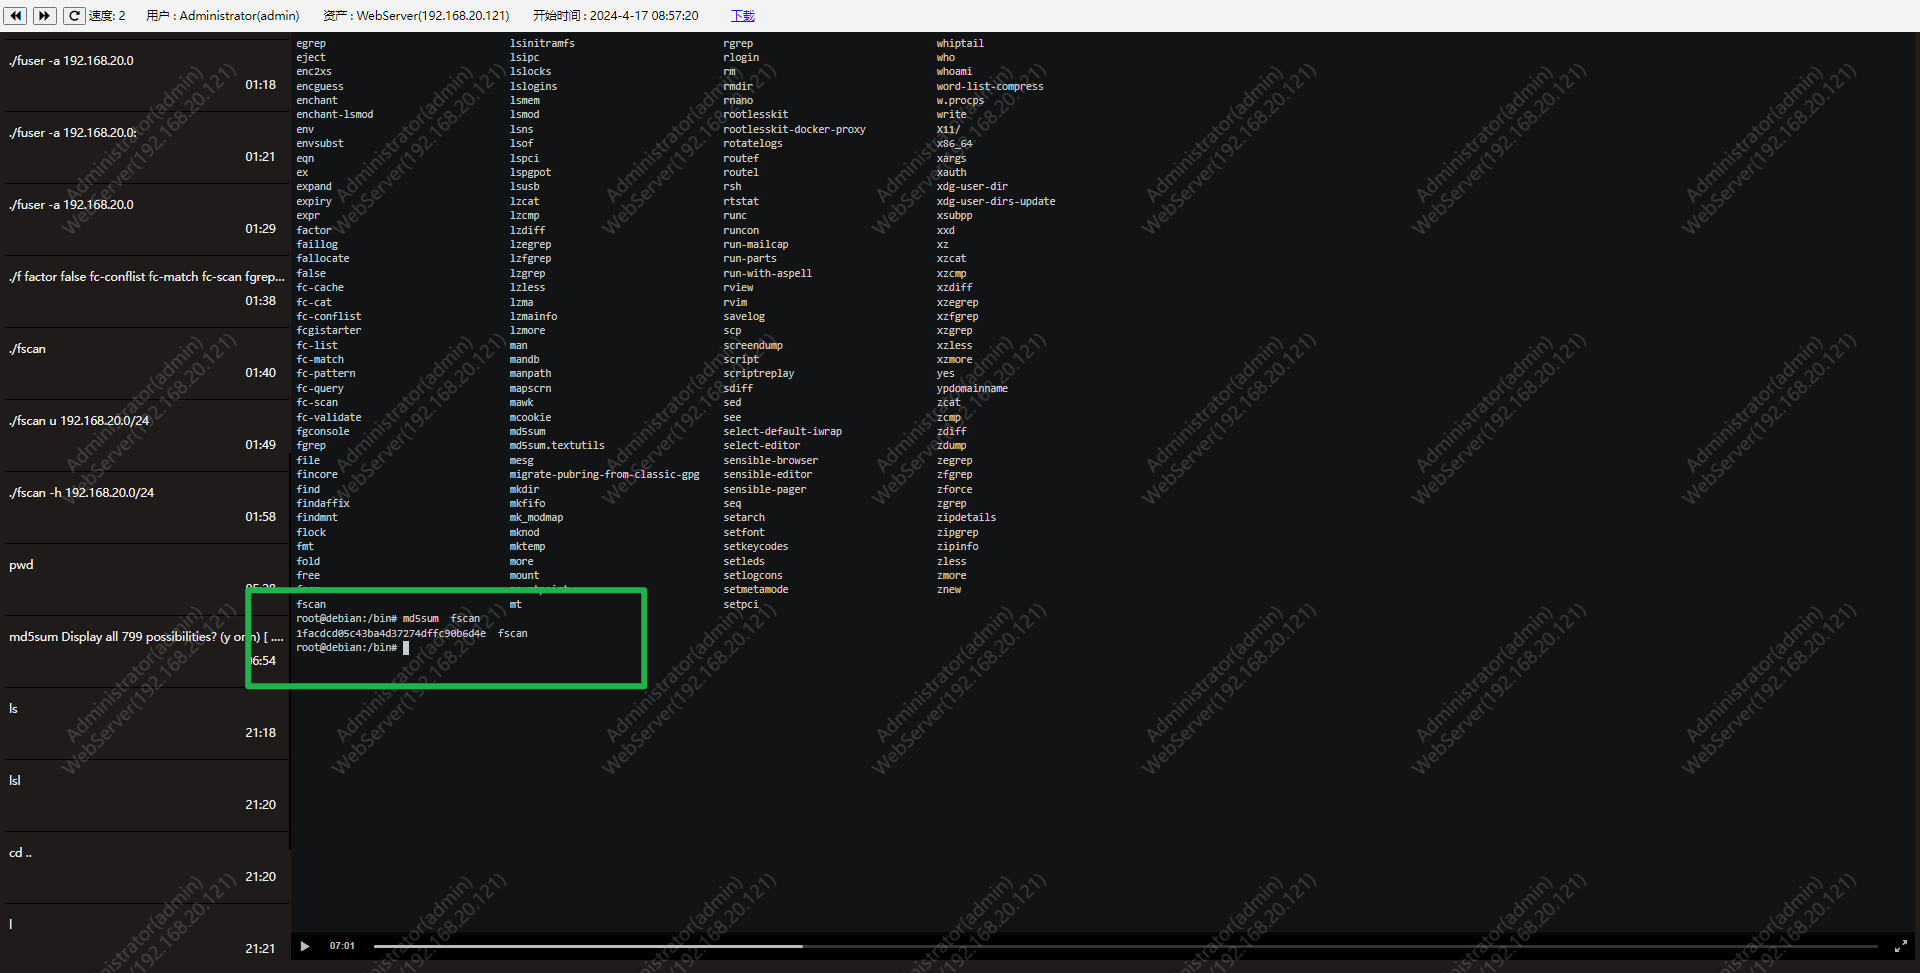 速度: 2 用户 : Administrator(admin) 资产 : WebServer(192.168.20.121) 开始时间 : 2024-4-17 08:57:20 下载
./fuser -a 192.168.20.0
01:18
./fuser -a 192.168.20.0:
01:21
./fuser -a 192.168.20.0
01:29
./f factor false fc-conflist fc-match fc-scan fgrep...
01:38
./fscan
01:40
./fscan u 192.168.20.0/24
01:49
./fscan -h 192.168.20.0/24
01:58
pwd
md5sum Display all 799 possibilities? (y or n) [ ....
06:54
ls
21:18
lsl
21:20
cd ..
21:20
l
21:21
egrep lsinitramfs rgrep whiptail
eject lsipc rlogin who
enc2xs lslocks rm whoami
encguess lslogins rmdir word-list-compress
enchant lsmem rnano w.procps
enchant-lsmod lsmod rootlesskit write
env lsns rootlesskit-docker-proxy X11/
envsubst lsof rotatelogs x86_64
eqn lspci routef xargs
ex lspgpot routel xauth
expand lsusb rsh xdg-user-dir
expiry lzcat rtstat xdg-user-dirs-update
expr lzcmp runc xsubpp
factor lzdiff runcon xxd
faillog lzegrep run-mailcap xz
fallocate lzfgrep run-parts xzcat
false lzgrep run-with-aspell xzcmp
fc-cache lzless rview xzdiff
fc-cat lzma rvim xzegrep
fc-conflist lzmainfo savelog xzfgrep
fcgistarter lzmore scp xzgrep
fc-list man screendump xzless
fc-match mandb script xzmore
fc-pattern manpath scriptreplay yes
fc-query mapscrn sdiff ypdomainname
fc-scan mawk sed zcat
fc-validate mcookie see zcmp
fgconsole md5sum select-default-iwrap zdiff
fgrep md5sum.textutils select-editor zdump
file mesg sensible-browser zegrep
fincore migrate-pubring-from-classic-gpg sensible-editor zfgrep
find mkdir sensible-pager zforce
findaffix mkfifo seq zgrep
findmnt mk_modmap setarch zipdetails
flock mknod setfont zipgrep
fmt mktemp setkeycodes zipinfo
fold more setleds zless
free mount setlogcons zmore
setmetamode znew
fscan mt setpci
root@debian:/bin# md5sum fscan
1facdcd05c43ba4d37274dffc90b6d4e fscan
root@debian:/bin#
07:01
Administrator(admin)
WebServer(192.168.20.121)